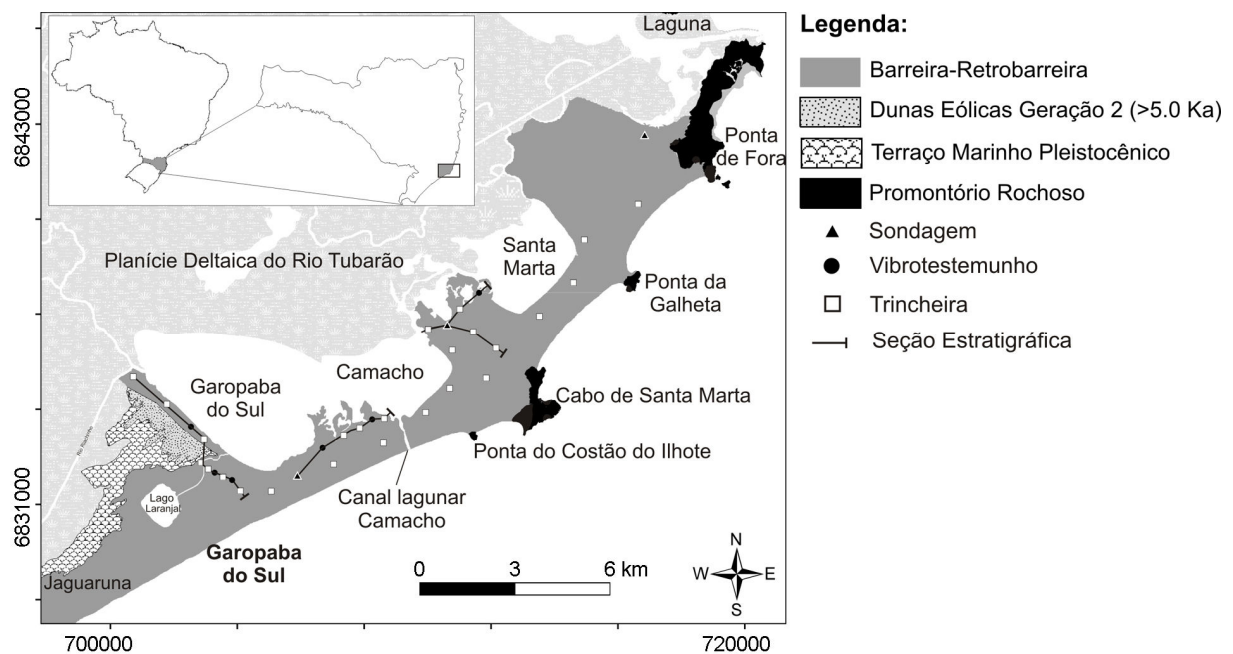 Laguna
Legenda:
Barreira-Retrobarreira
Dunas Eólicas Geração 2 (>5.0 Ka)
Terraço Marinho Pleistocênico
Promontório Rochoso
Sondagem
Vibrotestemunho
Trincheira
Seção Estratigráfica
6843000
Ponta
de Fora
Santa
Marta
Planície Deltaica do Rio Tubarão
Ponta da
Galheta
Camacho
Garopaba
do Sul
Cabo de Santa Marta
Ponta do Costão do Ilhote
Lago
Laranjal
Canal lagunar
Camacho
6831000
Garopaba
do Sul
Jaguaruna
0 3 6 km
N
W E
S
700000
720000